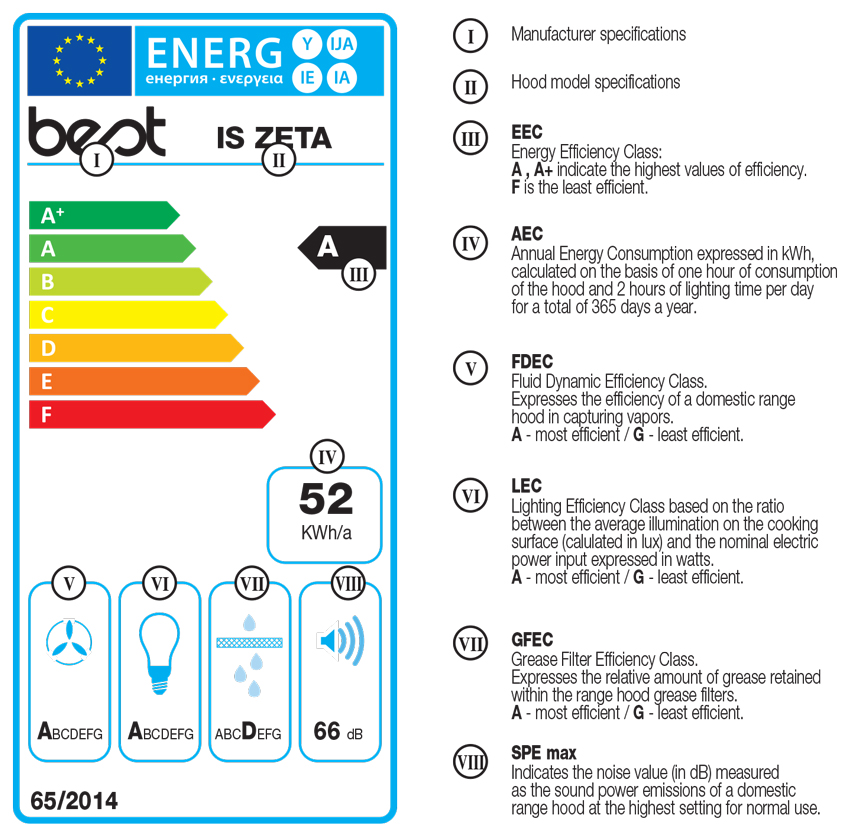 ENERG
Y IJA
IE IA
енергия · ενεργεια
best
IS ZETA
I
II
A+
A
B
C
D
E
F
A
III
IV
52
KWh/a
V
VI
VII
VIII
ABCDEFG
ABCDEFG
ABCDEFG
66 dB
65/2014
I
Manufacturer specifications
II
Hood model specifications
III
EEC
Energy Efficiency Class:
A , A+ indicate the highest values of efficiency.
F is the least efficient.
IV
AEC
Annual Energy Consumption expressed in kWh,
calculated on the basis of one hour of consumption
of the hood and 2 hours of lighting time per day
for a total of 365 days a year.
V
FDEC
Fluid Dynamic Efficiency Class.
Expresses the efficiency of a domestic range
hood in capturing vapors.
A - most efficient / G - least efficient.
VI
LEC
Lighting Efficiency Class based on the ratio
between the average illumination on the cooking
surface (calulated in lux) and the nominal electric
power input expressed in watts.
A - most efficient / G - least efficient.
VII
GFEC
Grease Filter Efficiency Class.
Expresses the relative amount of grease retained
within the range hood grease filters.
A - most efficient / G - least efficient.
VIII
SPE max
Indicates the noise value (in dB) measured
as the sound power emissions of a domestic
range hood at the highest setting for normal use.